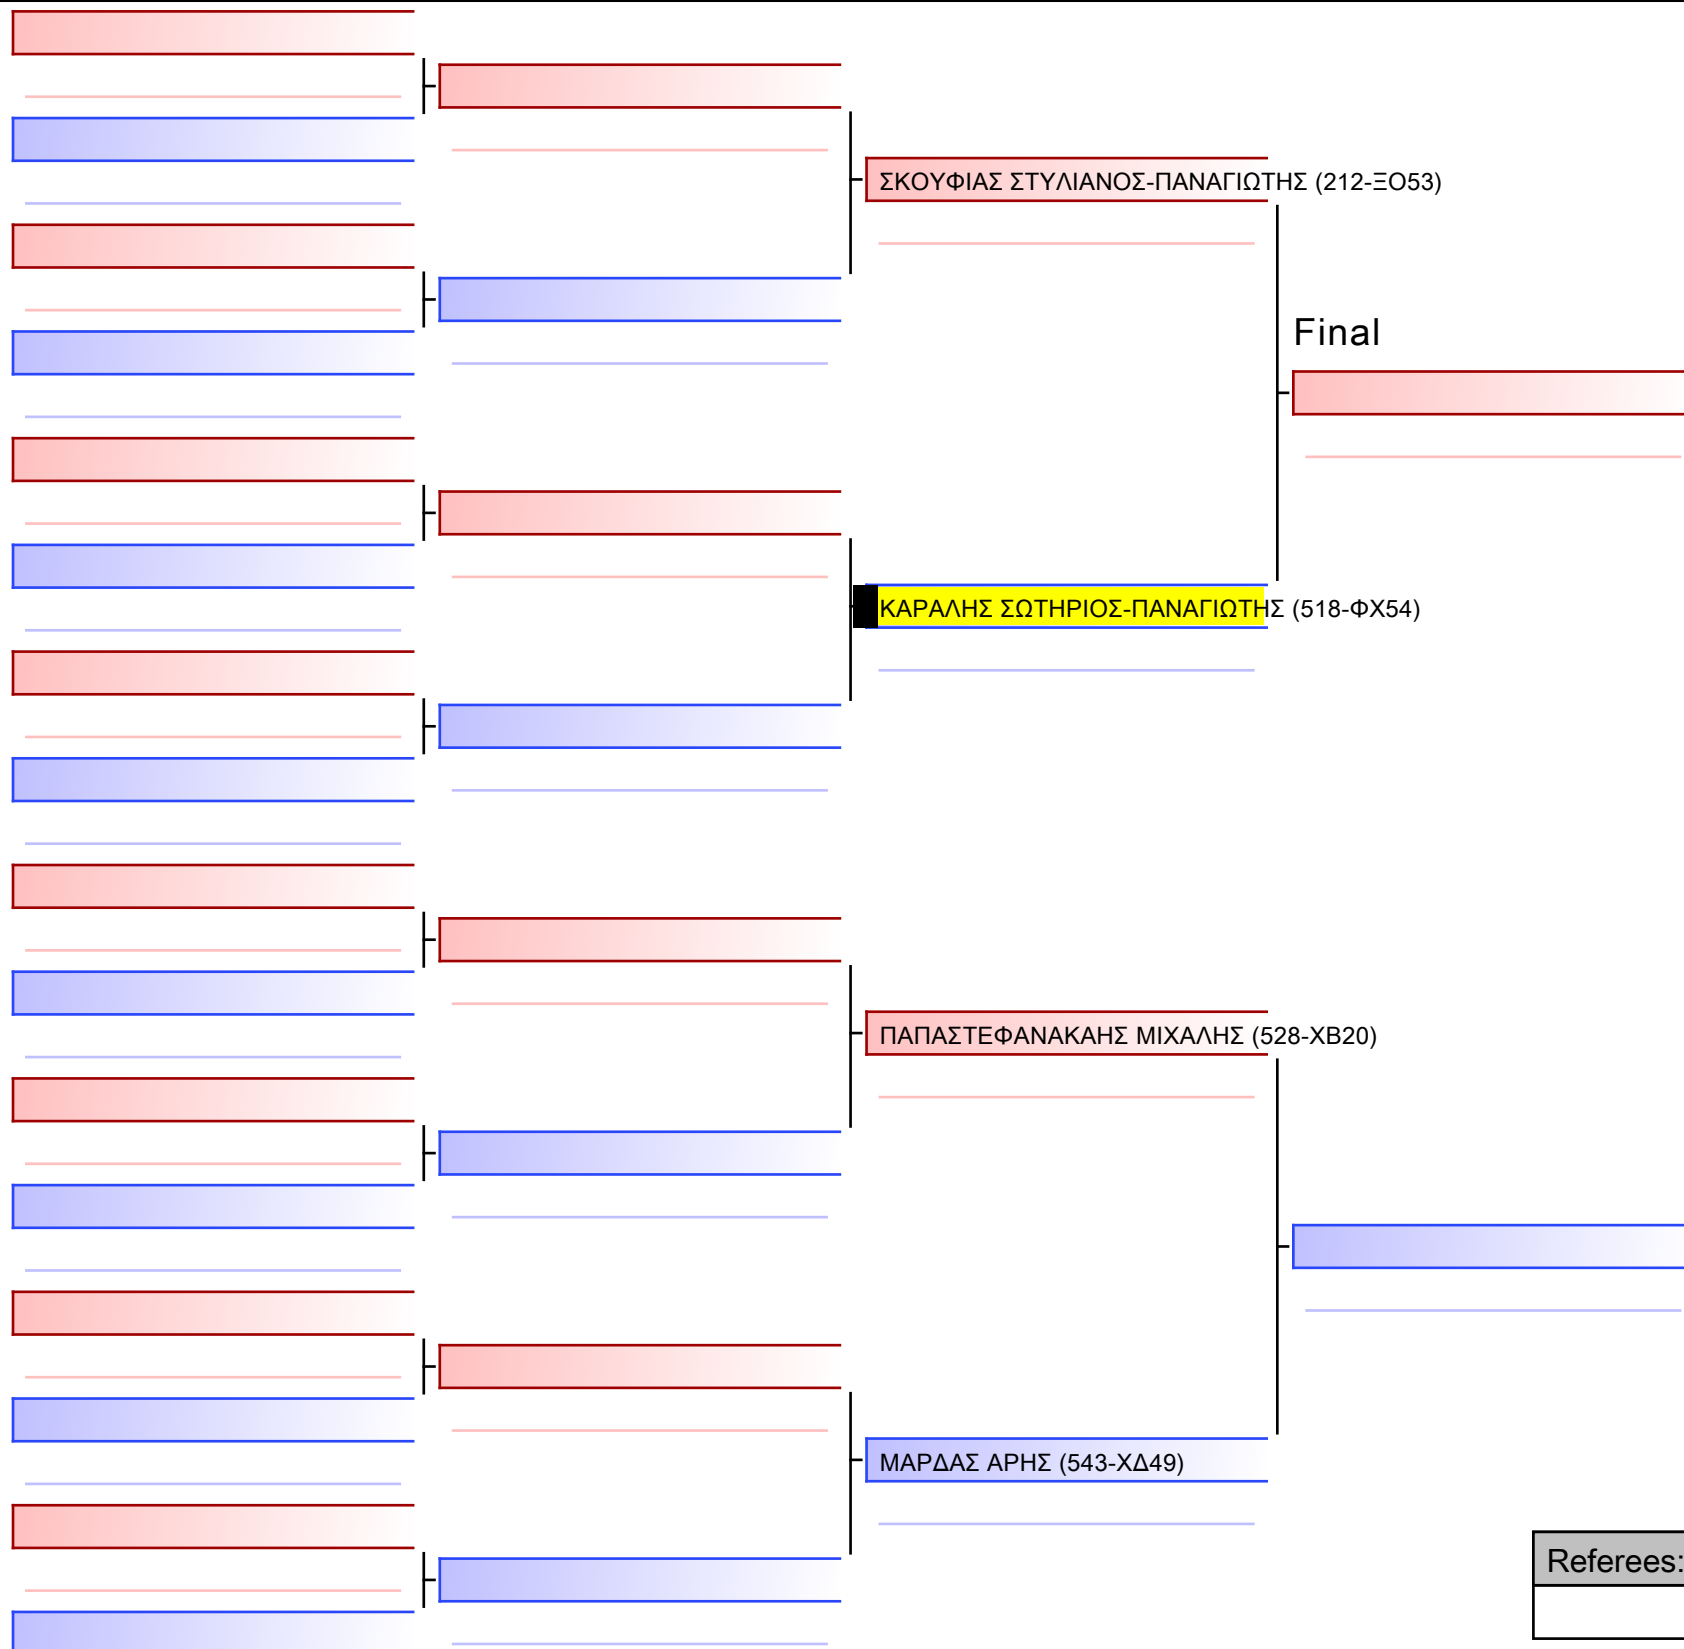 ΣΚΟΥΦΙΑΣ ΣΤΥΛΙΑΝΟΣ-ΠΑΝΑΓΙΩΤΗΣ (212-ΞΟ53)
Final
ΚΑΡΑΛΗΣ ΣΩΤΗΡΙΟΣ-ΠΑΝΑΓΙΩΤΗΣ (518-ΦΧ54)
ΠΑΠΑΣΤΕΦΑΝΑΚΑΗΣ ΜΙΧΑΛΗΣ (528-ΧΒ20)
ΜΑΡΔΑΣ ΑΡΗΣ (543-ΧΔ49)
Referees: